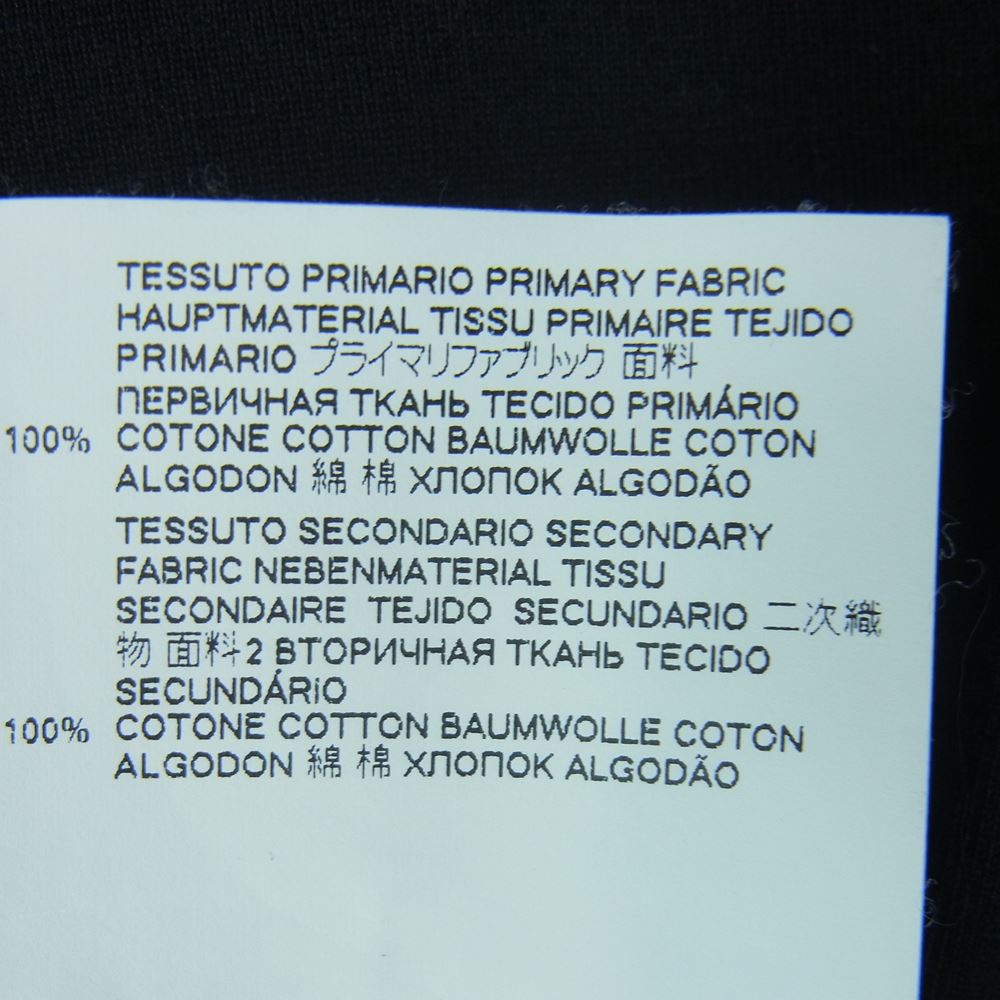 TESSUTO PRIMARIO PRIMARY FABRIC
HAUPTMATERIAL TISSU PRIMAIRE TEJIDO
PRIMARIO プライマリファブリック 面料
ПЕРВИЧНАЯ ТКАНЬ TECIDO PRIMÁRIO
100% COTONE COTTON BAUMWOLLE COTON
ALGODON 綿 棉 ХЛОПОК ALGODÃO
TESSUTO SECONDARIO SECONDARY
FABRIC NEBENMATERIAL TISSU
SECONDAIRE TEJIDO SECUNDARIO 二次織
物 面料2 ВТОРИЧНАЯ ТКАНЬ TECIDO
SECUNDÁRIO
100% COTONE COTTON BAUMWOLLE COTON
ALGODON 綿 棉 ХЛОПОК ALGODÃO